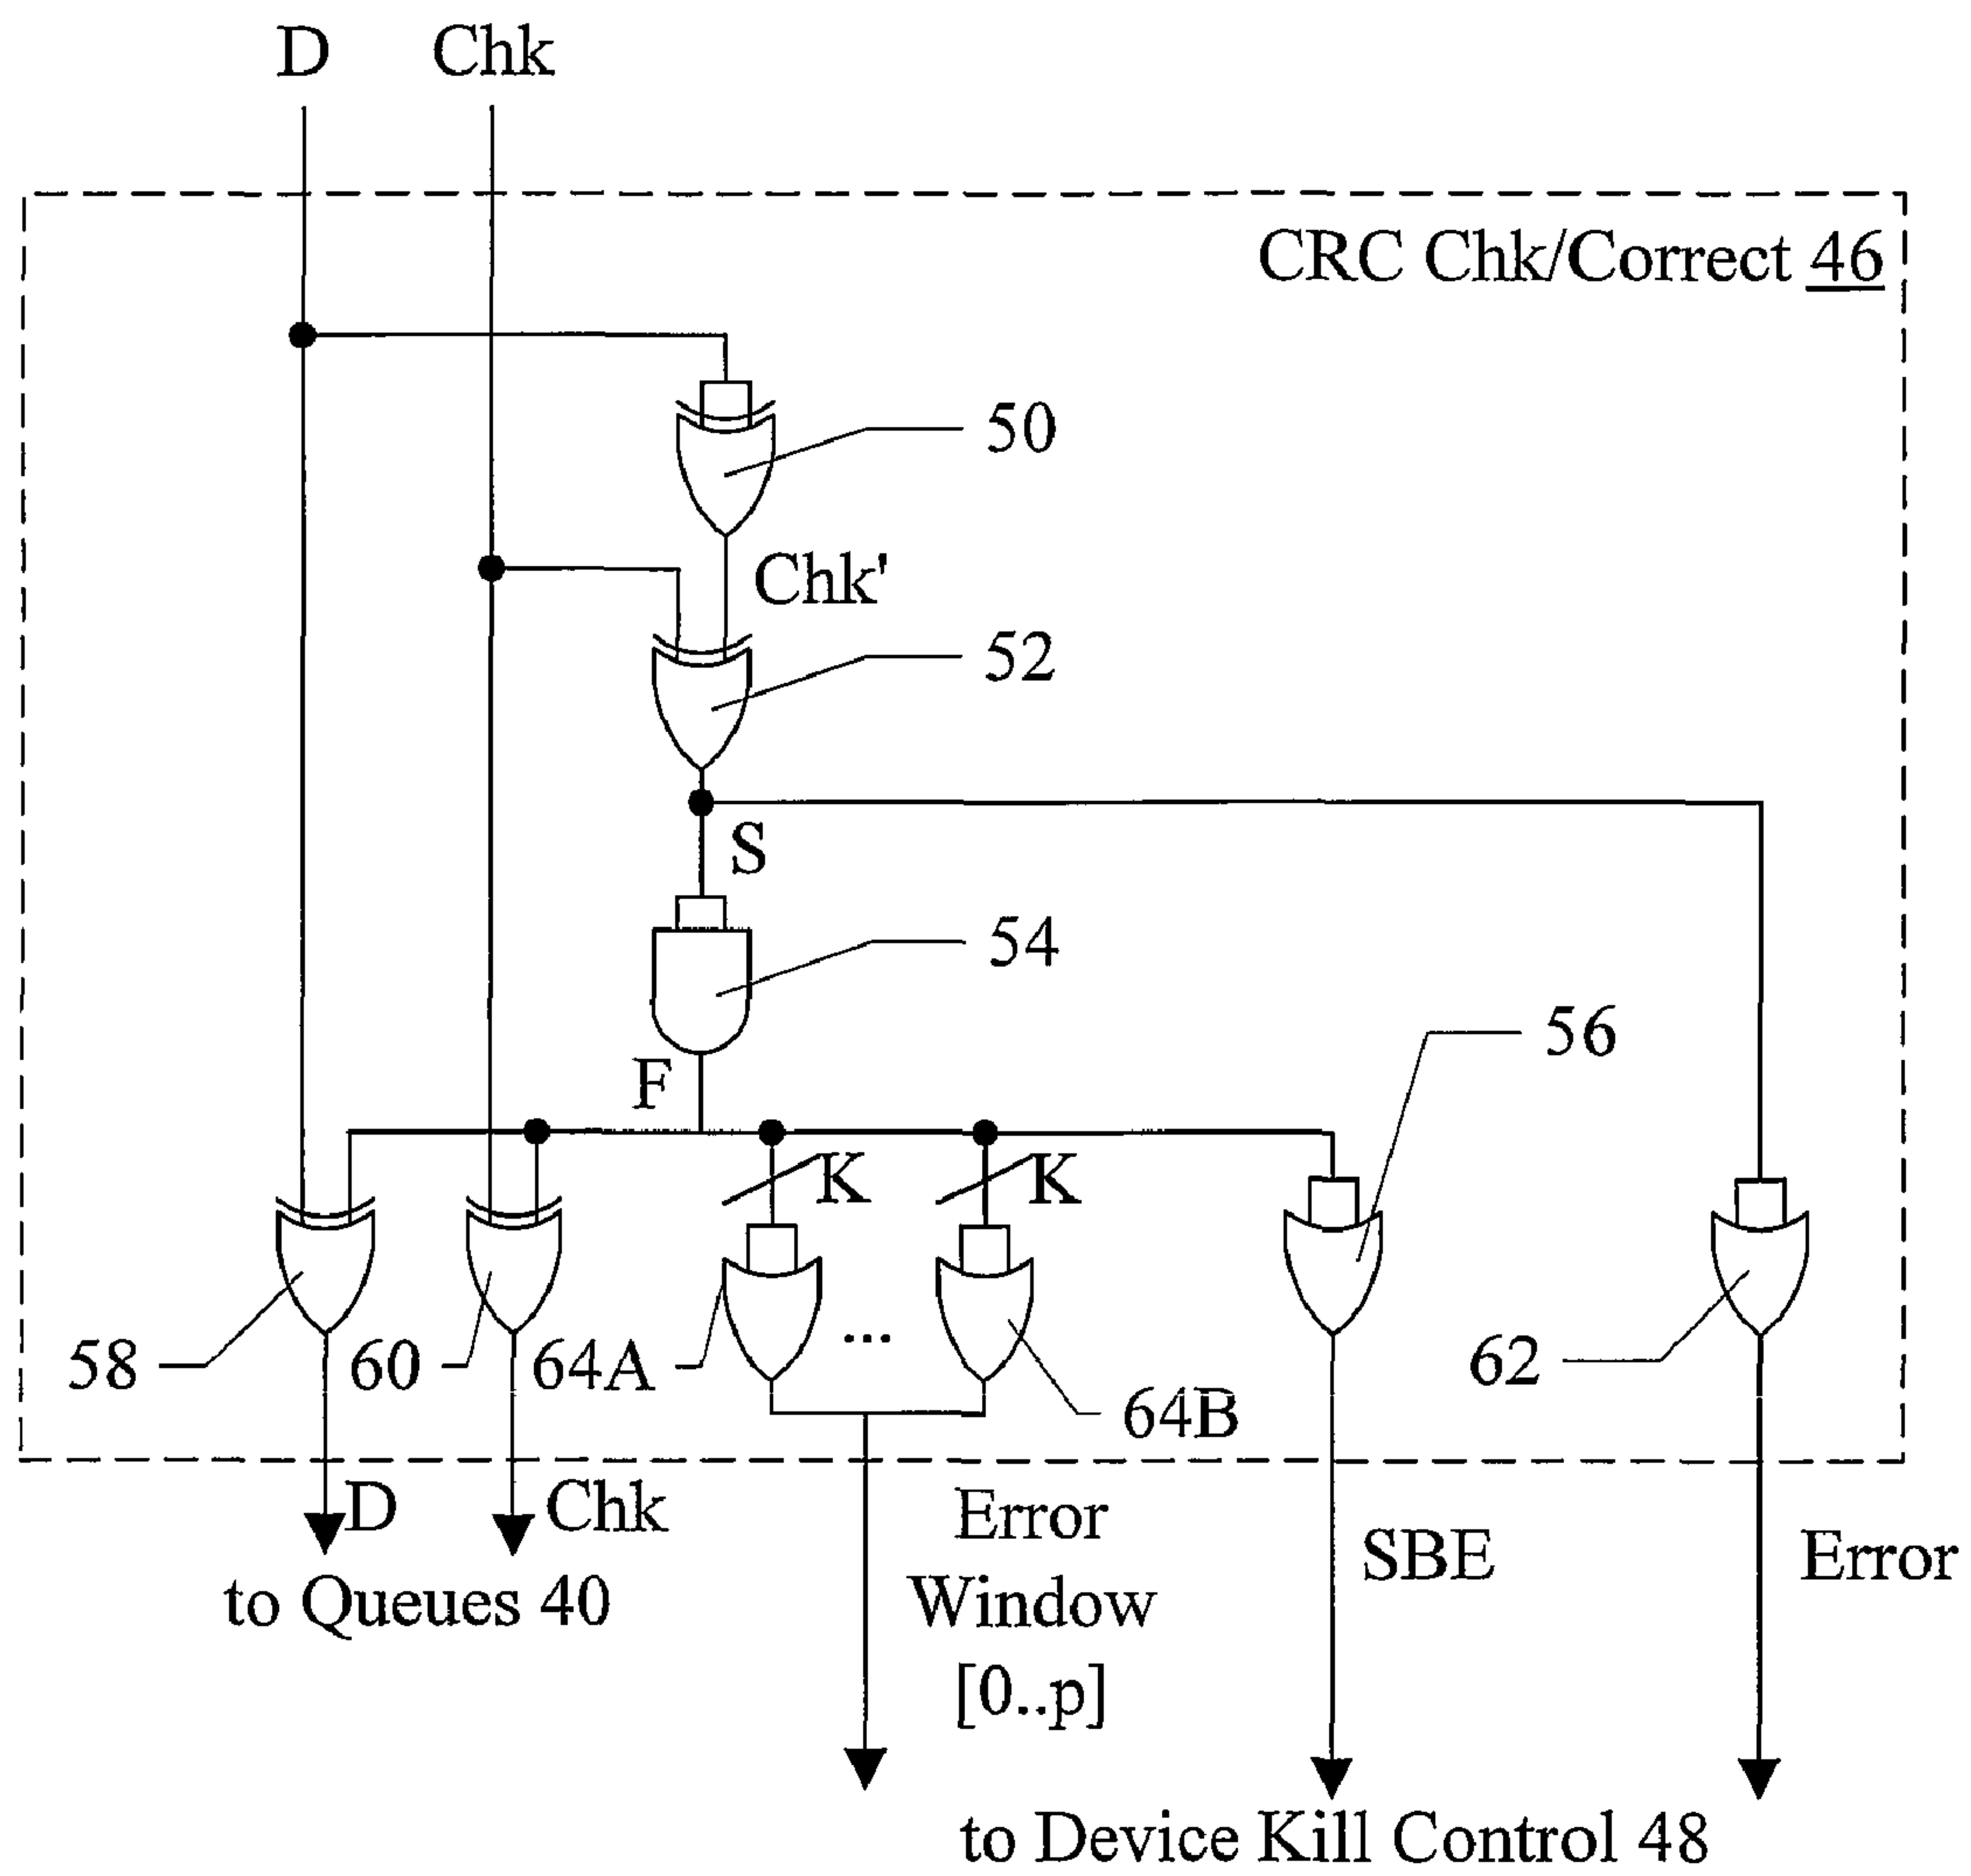 D
Chk
CRC Chk/Correct 46
50
Chk'
52
S
54
56
F
K
K
58
60
64A
...
64B
62
D
Chk
to Queues 40
Error
Window
[0..p]
SBE
Error
to Device Kill Control 48